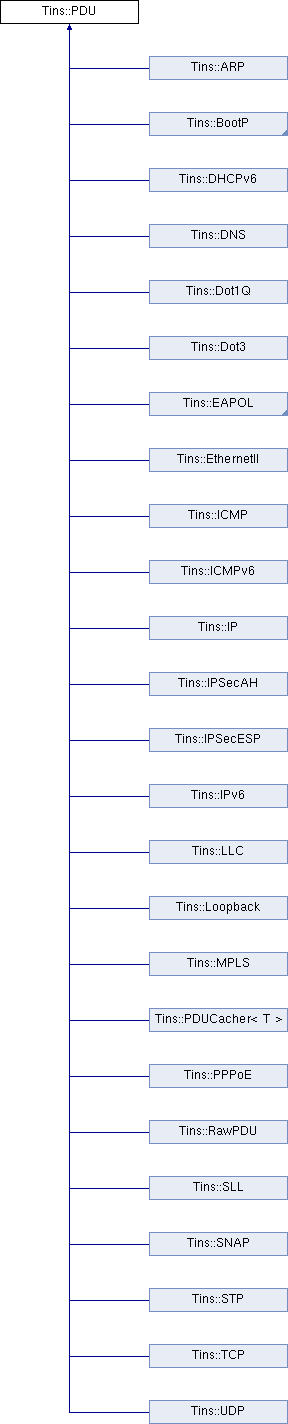 Tins::PDU
Tins::ARP
Tins::BootP
Tins::DHCPv6
Tins::DNS
Tins::Dot1Q
Tins::Dot3
Tins::EAPOL
Tins::EthernetII
Tins::ICMP
Tins::ICMPv6
Tins::IP
Tins::IPSecAH
Tins::IPSecESP
Tins::IPv6
Tins::LLC
Tins::Loopback
Tins::MPLS
Tins::PDUCacher< T >
Tins::PPPoE
Tins::RawPDU
Tins::SLL
Tins::SNAP
Tins::STP
Tins::TCP
Tins::UDP